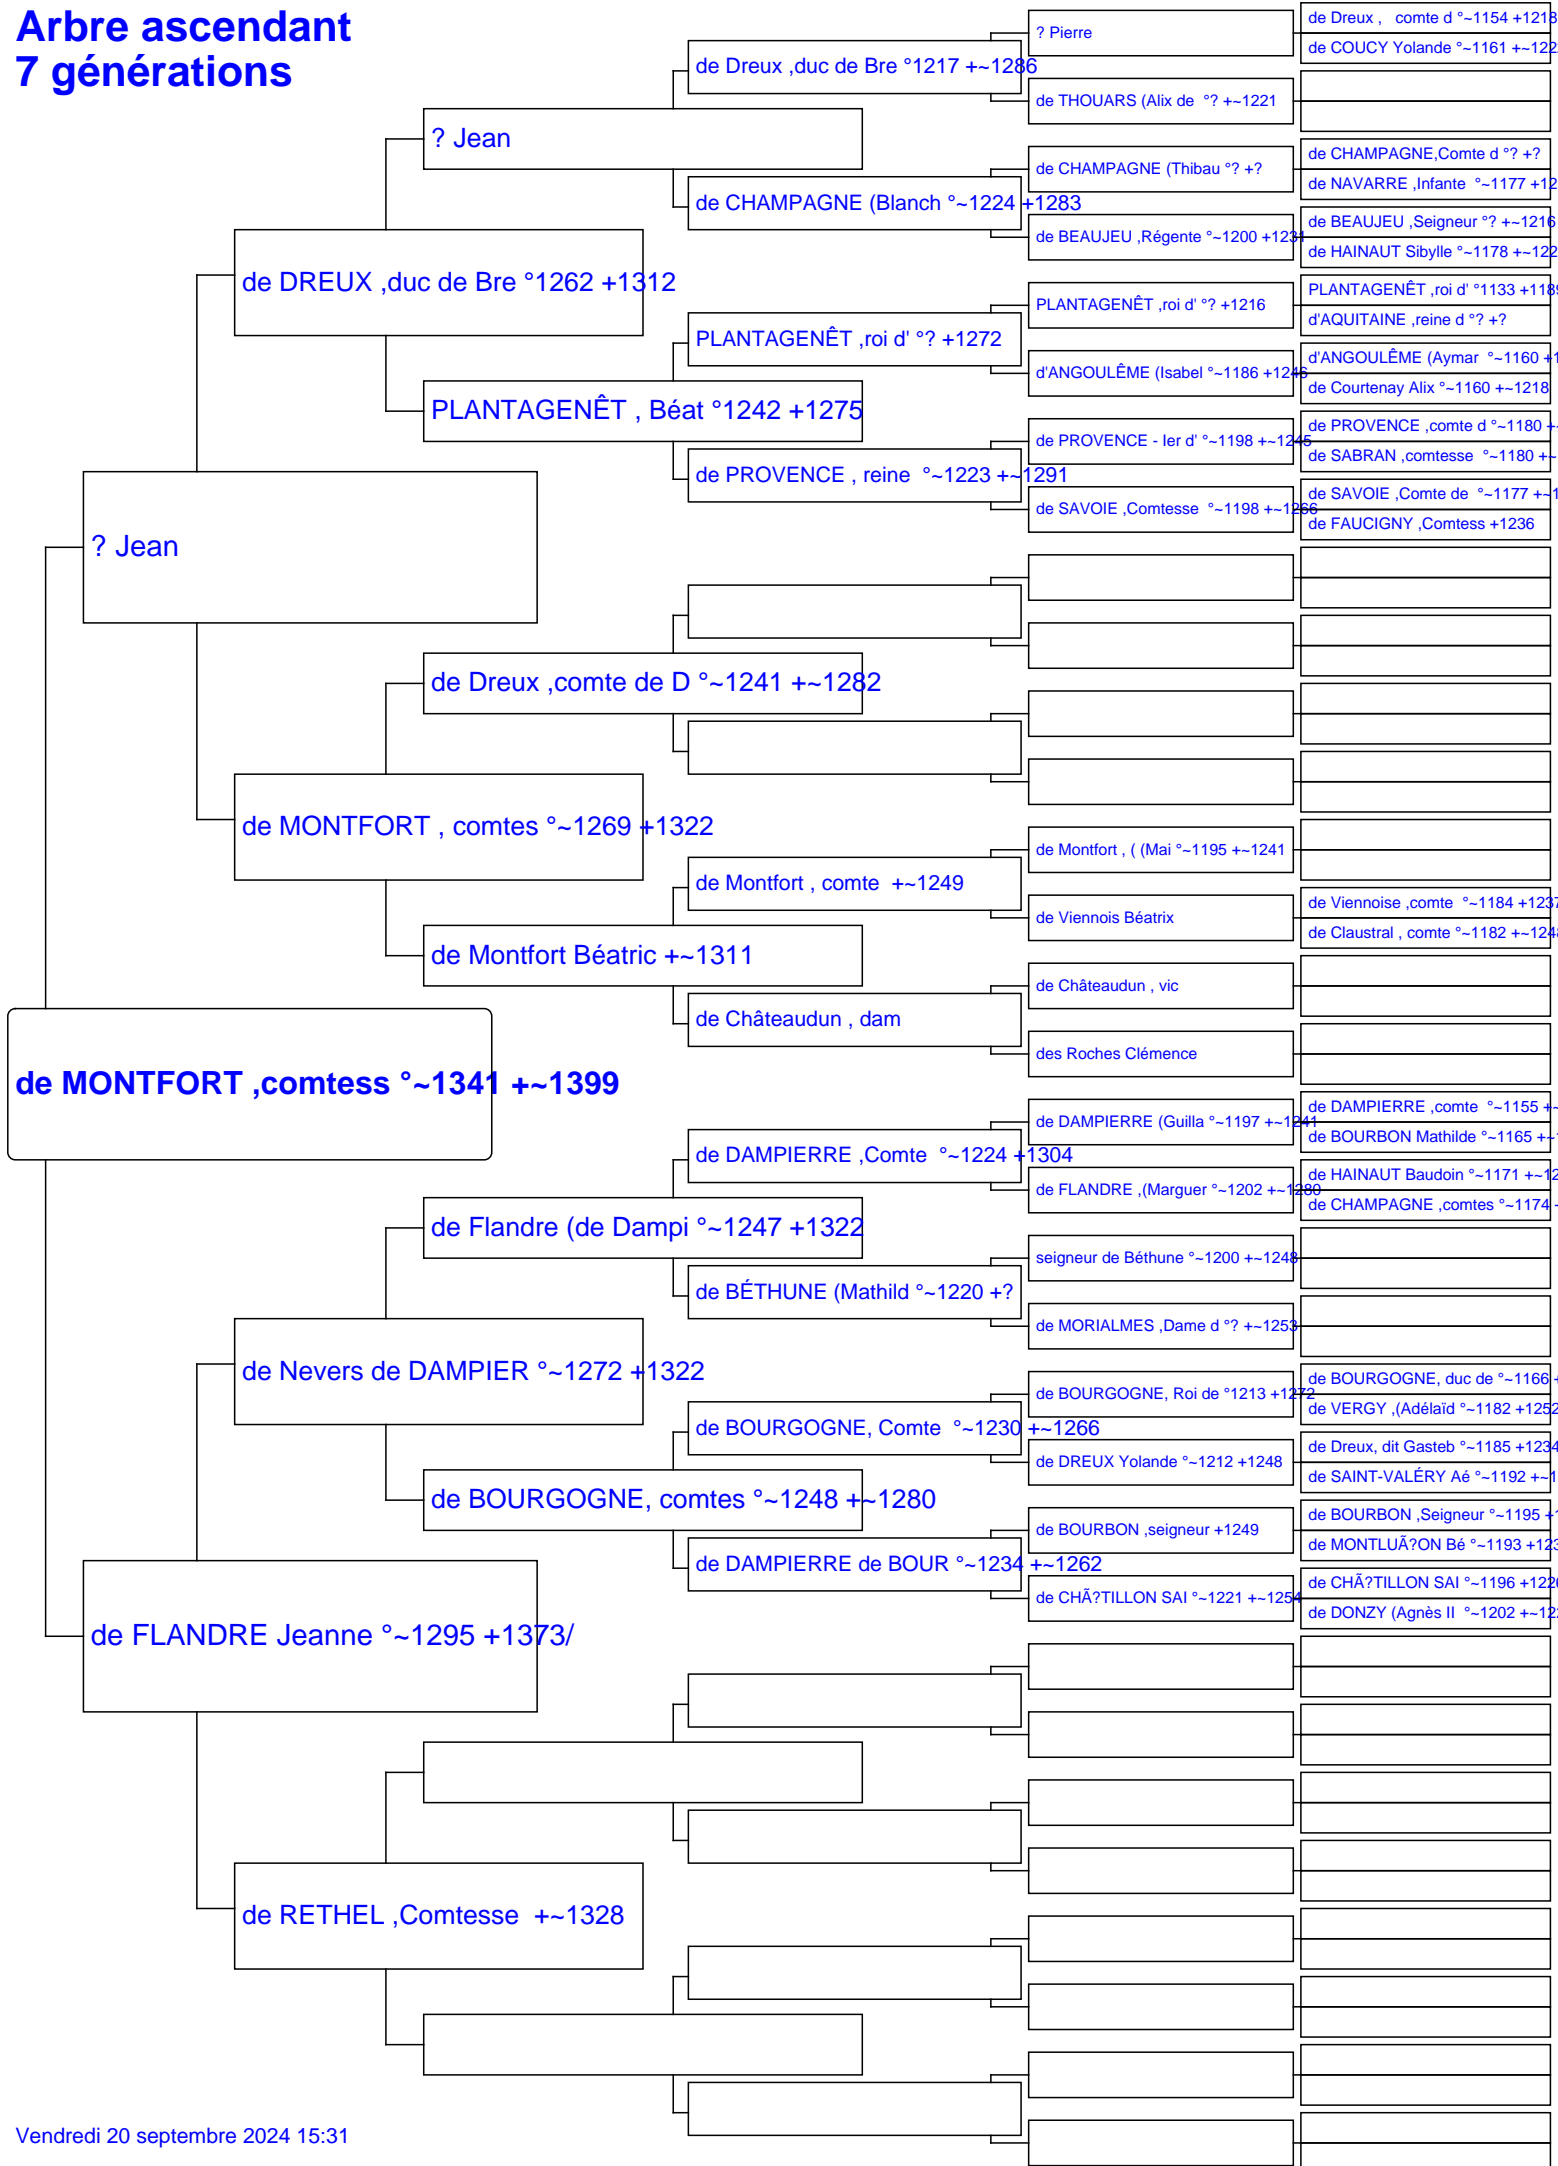 Arbre ascendant
7 générations
de MONTFORT ,comtess °~1341 +~1399
? Jean
de FLANDRE Jeanne °~1295 +1373/
de DREUX ,duc de Bre °1262 +1312
de MONTFORT , comtes °~1269 +1322
de Nevers de DAMPIER °~1272 +1322
de RETHEL ,Comtesse +~1328
? Jean
PLANTAGENÊT , Béat °1242 +1275
de Dreux ,comte de D °~1241 +~1282
de Montfort Béatric +~1311
de Flandre (de Dampi °~1247 +1322
de BOURGOGNE, comtes °~1248 +~1280
de Dreux ,duc de Bre °1217 +~1286
de CHAMPAGNE (Blanch °~1224 +1283
PLANTAGENÊT ,roi d' °? +1272
de PROVENCE , reine °~1223 +~1291
de Montfort , comte +~1249
de Châteaudun , dam
de DAMPIERRE ,Comte °~1224 +1304
de BÉTHUNE (Mathild °~1220 +?
de BOURGOGNE, Comte °~1230 +~1266
de DAMPIERRE de BOUR °~1234 +~1262
? Pierre
de THOUARS (Alix de °? +~1221
de CHAMPAGNE (Thibau °? +?
de BEAUJEU ,Régente °~1200 +1231
PLANTAGENÊT ,roi d' °? +1216
d'ANGOULÊME (Isabel °~1186 +1246
de PROVENCE - Ier d' °~1198 +~1245
de SAVOIE ,Comtesse °~1198 +~1266
de Montfort , ( (Mai °~1195 +~1241
de Viennois Béatrix
de Châteaudun , vic
des Roches Clémence
de DAMPIERRE (Guilla °~1197 +~1241
de FLANDRE ,(Marguer °~1202 +~1280
seigneur de Béthune °~1200 +~1248
de MORIALMES ,Dame d °? +~1253
de BOURGOGNE, Roi de °1213 +1272
de DREUX Yolande °~1212 +1248
de BOURBON ,seigneur +1249
de CHÃ?TILLON SAI °~1221 +~1254
de Dreux , comte d °~1154 +1218
de COUCY Yolande °~1161 +~122
de CHAMPAGNE,Comte d °? +?
de NAVARRE ,Infante °~1177 +12
de BEAUJEU ,Seigneur °? +~1216
de HAINAUT Sibylle °~1178 +~122
PLANTAGENÊT ,roi d' °1133 +1189
d'AQUITAINE ,reine d °? +?
d'ANGOULÊME (Aymar °~1160 +1
de Courtenay Alix °~1160 +~1218
de PROVENCE ,comte d °~1180 +~
de SABRAN ,comtesse °~1180 +~
de SAVOIE ,Comte de °~1177 +~1
de FAUCIGNY ,Comtess +1236
de Viennoise ,comte °~1184 +1237
de Claustral , comte °~1182 +~1248
de DAMPIERRE ,comte °~1155 +~
de BOURBON Mathilde °~1165 +~1
de HAINAUT Baudoin °~1171 +~12
de CHAMPAGNE ,comtes °~1174 +
de BOURGOGNE, duc de °~1166 +
de VERGY ,(Adélaïd °~1182 +1252
de Dreux, dit Gasteb °~1185 +1234
de SAINT-VALÉRY Aé °~1192 +~1
de BOURBON ,Seigneur °~1195 +1
de MONTLUÃ?ON Bé °~1193 +123
de CHÃ?TILLON SAI °~1196 +1226
de DONZY (Agnès II °~1202 +~122
Vendredi 20 septembre 2024 15:31